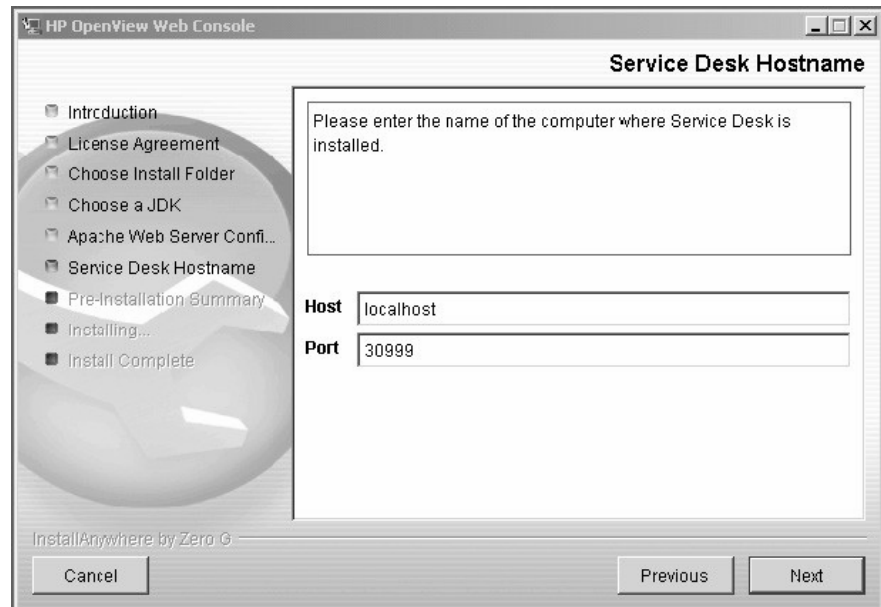 HP OpenView Web Console
Service Desk Hostname
Introduction
License Agreement
Choose Install Folder
Choose a JDK
Apache Web Server Confi...
Service Desk Hostname
Pre-Installation Summary
Installing...
Install Complete
Please enter the name of the computer where Service Desk is
installed.
Host localhost
Port 30999
InstallAnywhere by Zero G
Cancel Previous Next